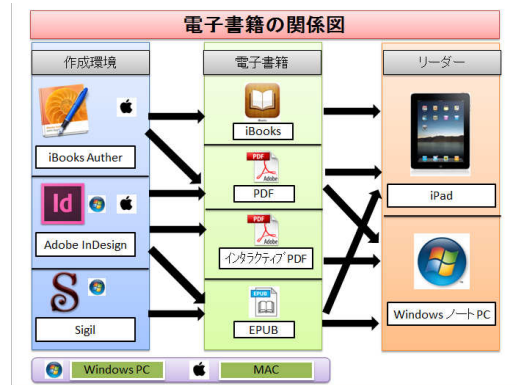 電子書籍の関係図
作成環境
電子書籍
リーダー
iBooks Auther
iBooks
PDF
Adobe
PDF
iPad
Id
Adobe InDesign
PDF
Adobe
インタラクティブPDF
Windows ノートPC
S
Sigil
EPUB
EPUB
Windows PC
MAC